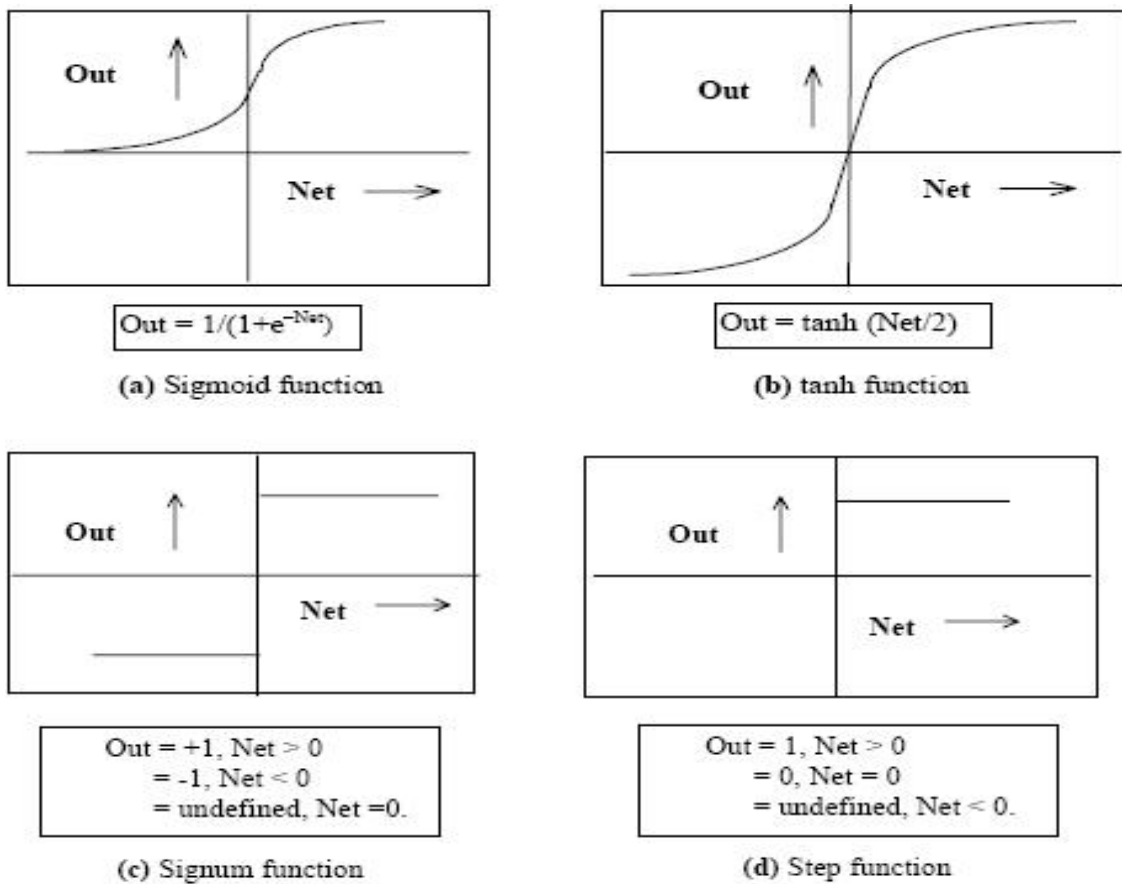 Out
Net
Out = 1/(1+e^–Net)
(a) Sigmoid function
Out
Net
Out = tanh (Net/2)
(b) tanh function
Out
Net
Out = +1, Net > 0
= -1, Net < 0
= undefined, Net =0.
(c) Signum function
Out
Net
Out = 1, Net > 0
= 0, Net = 0
= undefined, Net < 0.
(d) Step function